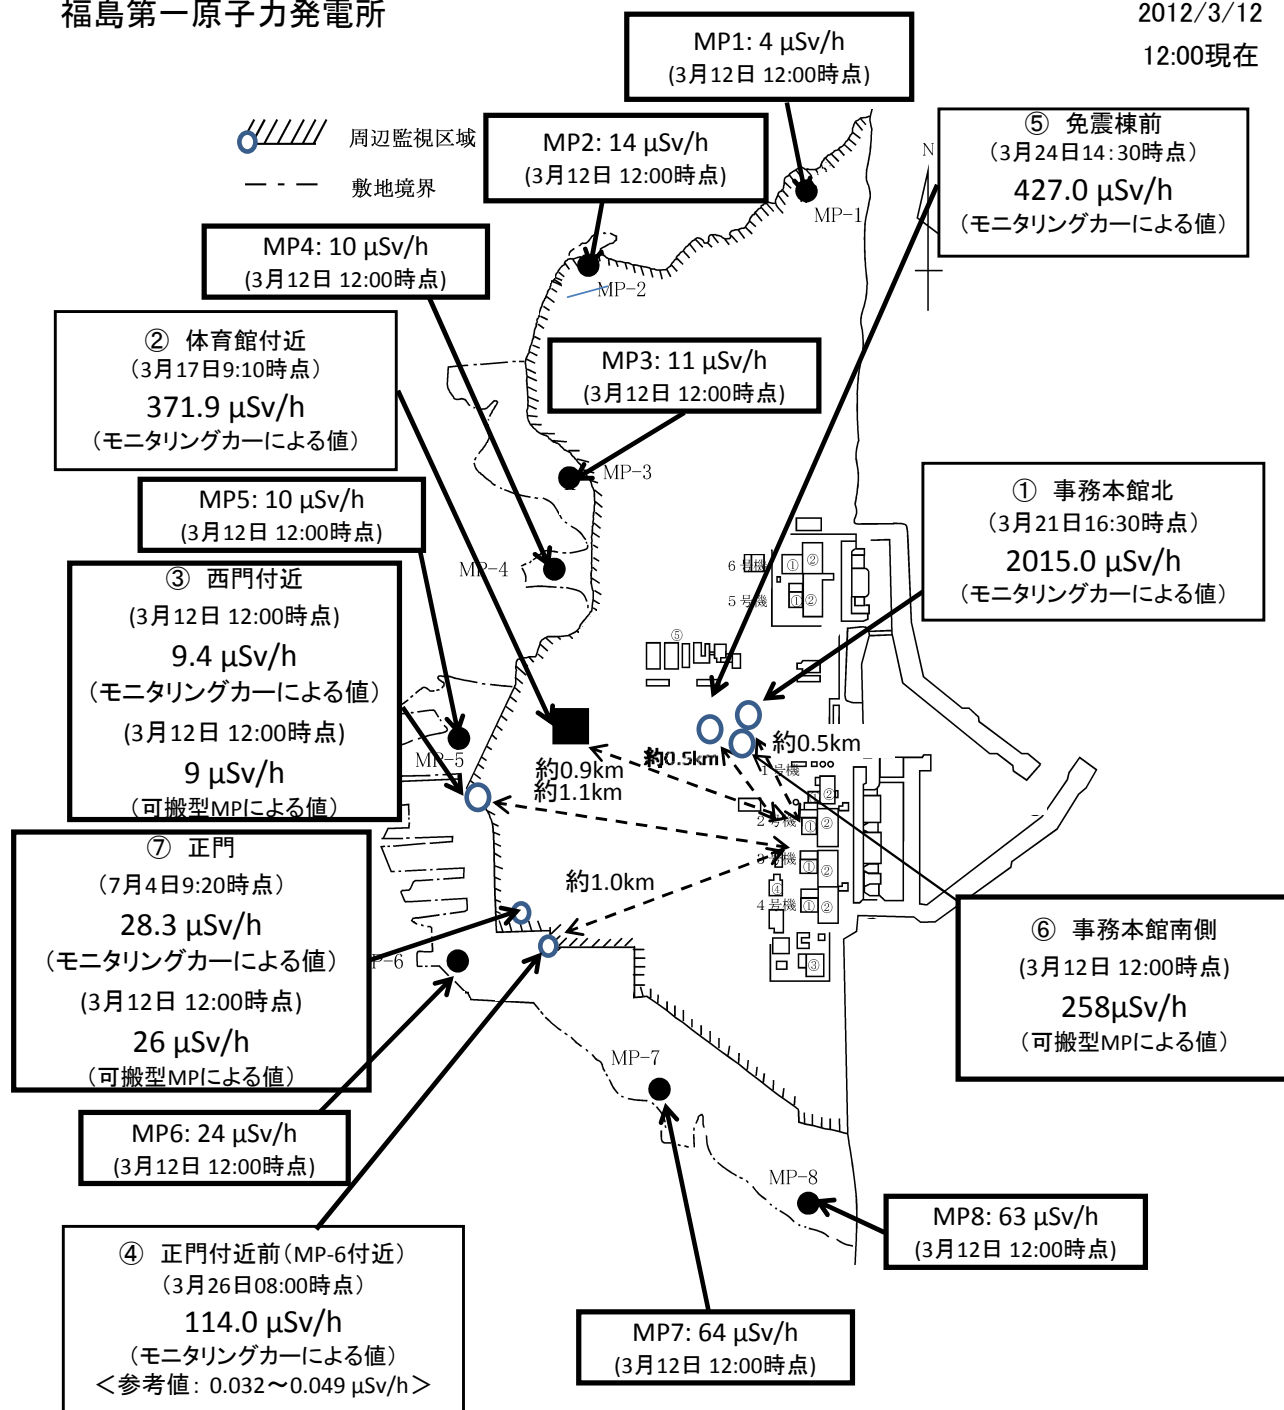 福島第一原子力発電所
2012/3/12
12:00現在
周辺監視区域
敷地境界
N
MP1: 4 μSv/h
(3月12日 12:00時点)
MP2: 14 μSv/h
(3月12日 12:00時点)
⑤ 免震棟前
(3月24日14:30時点)
427.0 μSv/h
(モニタリングカーによる値)
MP-1
MP4: 10 μSv/h
(3月12日 12:00時点)
MP-2
② 体育館付近
(3月17日9:10時点)
371.9 μSv/h
(モニタリングカーによる値)
MP3: 11 μSv/h
(3月12日 12:00時点)
MP-3
① 事務本館北
(3月21日16:30時点)
2015.0 μSv/h
(モニタリングカーによる値)
MP5: 10 μSv/h
(3月12日 12:00時点)
MP-4
6号機
① ②
5号機
① ②
⑤
③ 西門付近
(3月12日 12:00時点)
9.4 μSv/h
(モニタリングカーによる値)
(3月12日 12:00時点)
9 μSv/h
(可搬型MPによる値)
MP-5
約0.9km
約1.1km
約0.5km
約0.5km
1号機
②
2号機
① ②
3号機
① ②
④
4号機
① ②
③
⑦ 正門
(7月4日9:20時点)
28.3 μSv/h
(モニタリングカーによる値)
(3月12日 12:00時点)
26 μSv/h
(可搬型MPによる値)
約1.0km
P-6
⑥ 事務本館南側
(3月12日 12:00時点)
258μSv/h
(可搬型MPによる値)
MP-7
MP6: 24 μSv/h
(3月12日 12:00時点)
MP-8
MP8: 63 μSv/h
(3月12日 12:00時点)
④ 正門付近前(MP-6付近)
(3月26日08:00時点)
114.0 μSv/h
(モニタリングカーによる値)
<参考値: 0.032~0.049 μSv/h>
MP7: 64 μSv/h
(3月12日 12:00時点)